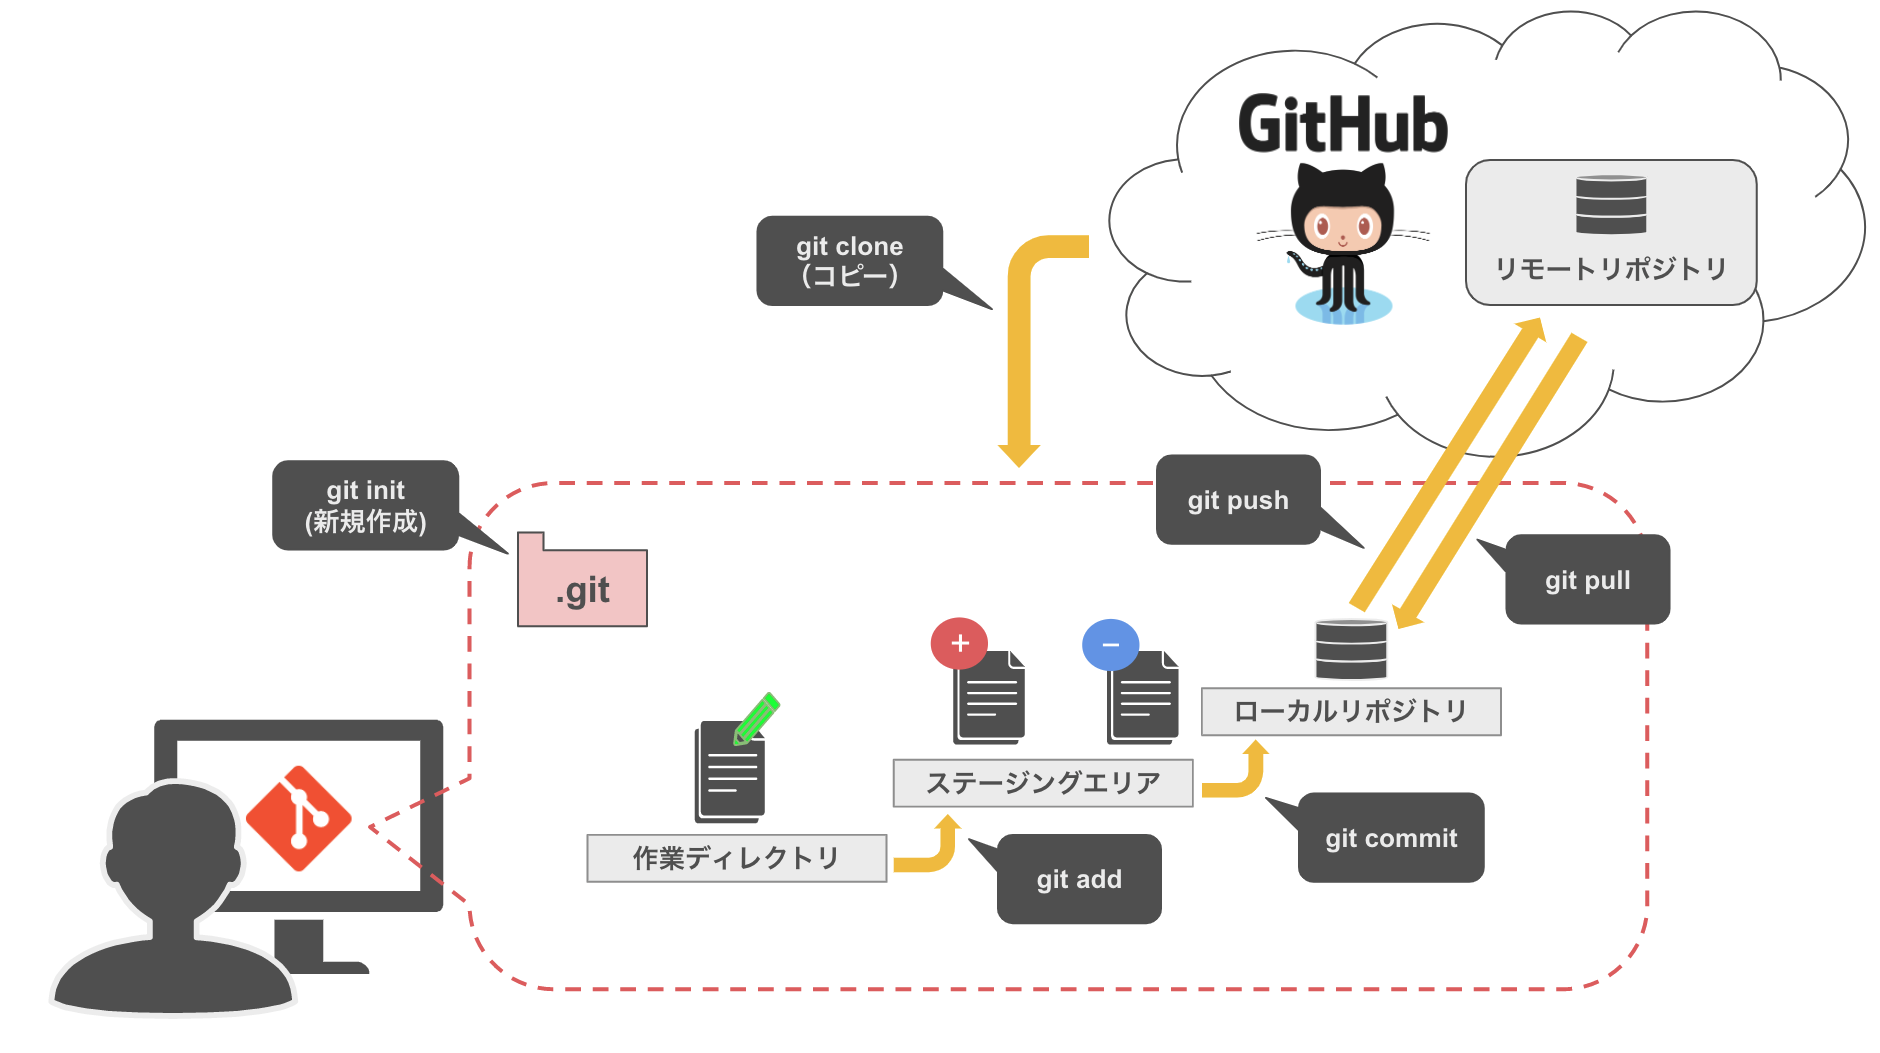 GitHub
リモートリポジトリ
git clone
（コピー）
git init
(新規作成)
.git
git push
git pull
+
−
ローカルリポジトリ
ステージングエリア
作業ディレクトリ
git add
git commit